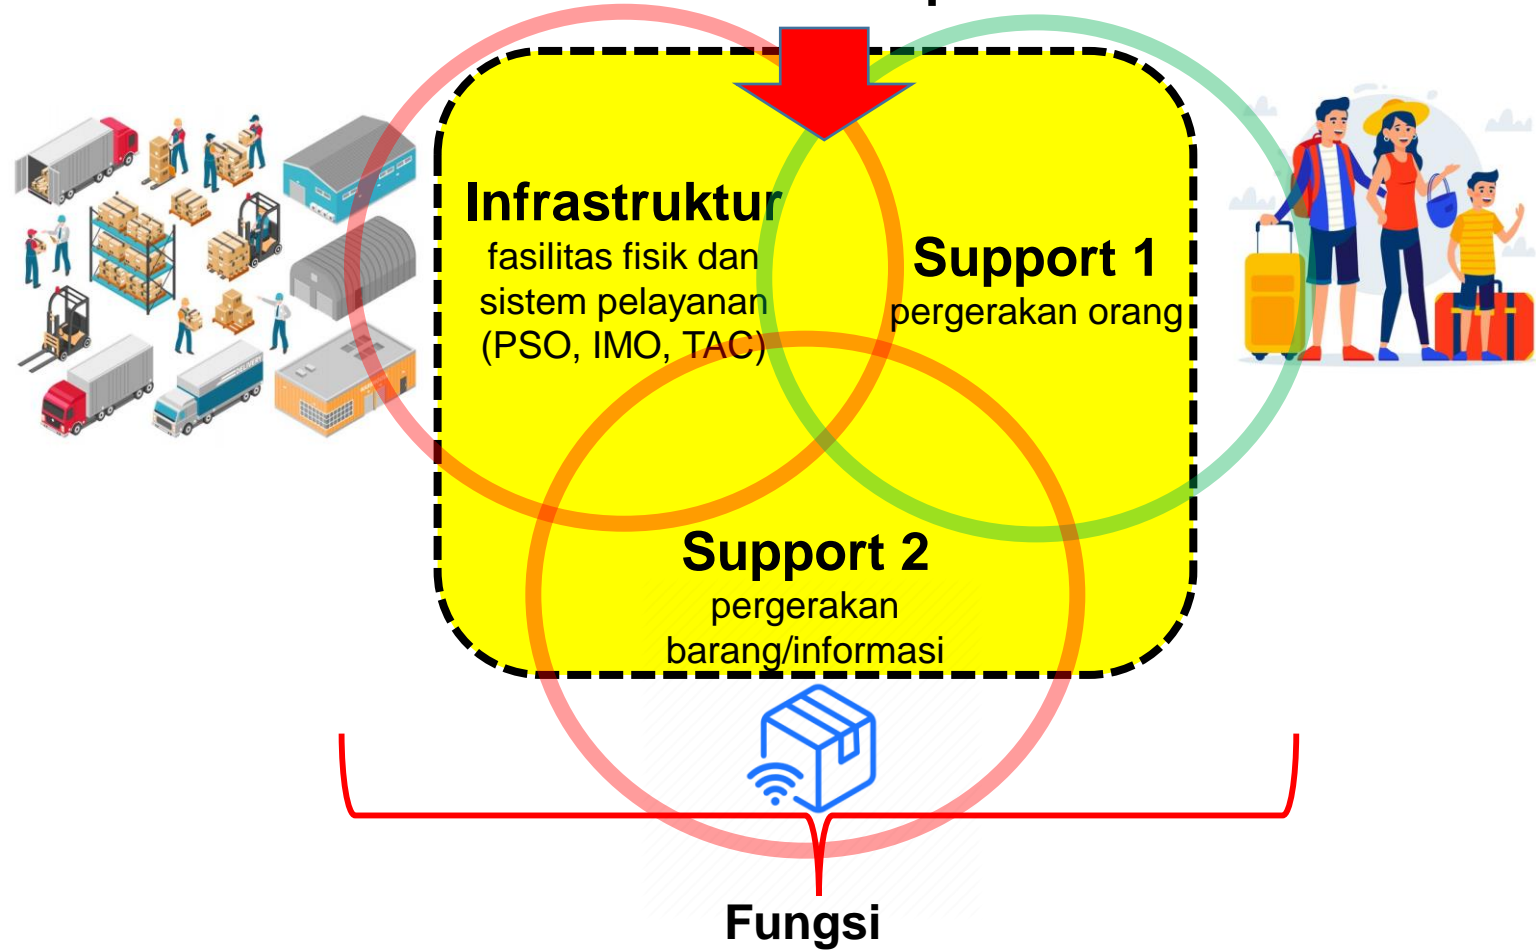 Infrastruktur
fasilitas fisik dan
sistem pelayanan
(PSO, IMO, TAC)
Support 1
pergerakan orang
Support 2
pergerakan
barang/informasi
Fungsi